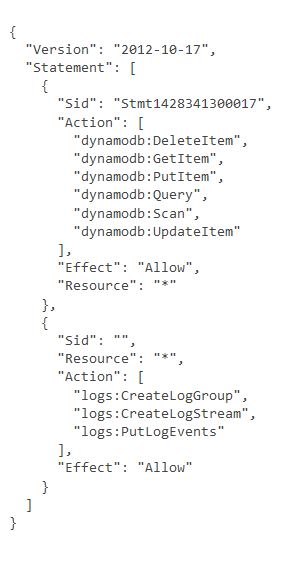 {
  "Version": "2012-10-17",
  "Statement": [
    {
      "Sid": "Stmt1428341300017",
      "Action": [
        "dynamodb:DeleteItem",
        "dynamodb:GetItem",
        "dynamodb:PutItem",
        "dynamodb:Query",
        "dynamodb:Scan",
        "dynamodb:UpdateItem"
      ],
      "Effect": "Allow",
      "Resource": "*"
    },
    {
      "Sid": "",
      "Resource": "*",
      "Action": [
        "logs:CreateLogGroup",
        "logs:CreateLogStream",
        "logs:PutLogEvents"
      ],
      "Effect": "Allow"
    }
  ]
}